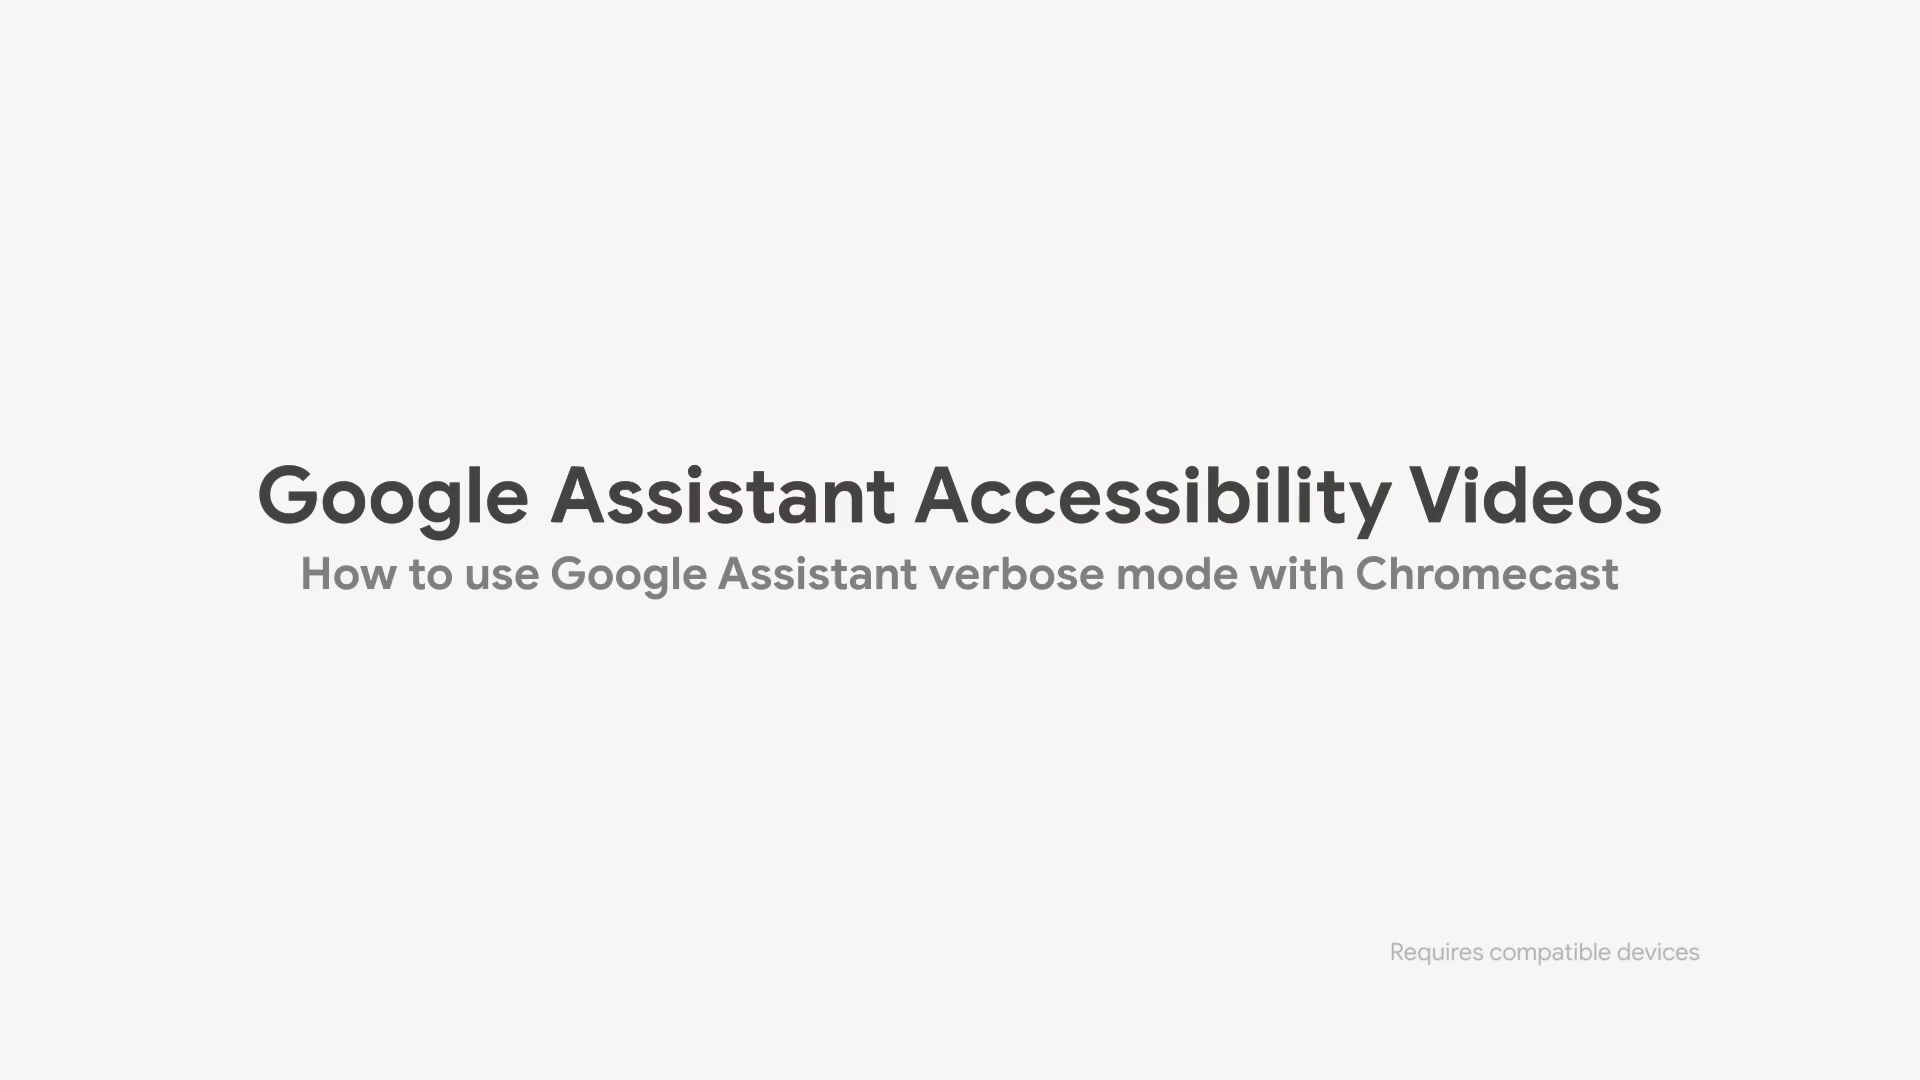 Google Assistant Accessibility Videos
How to use Google Assistant verbose mode with Chromecast
Requires compatible devices